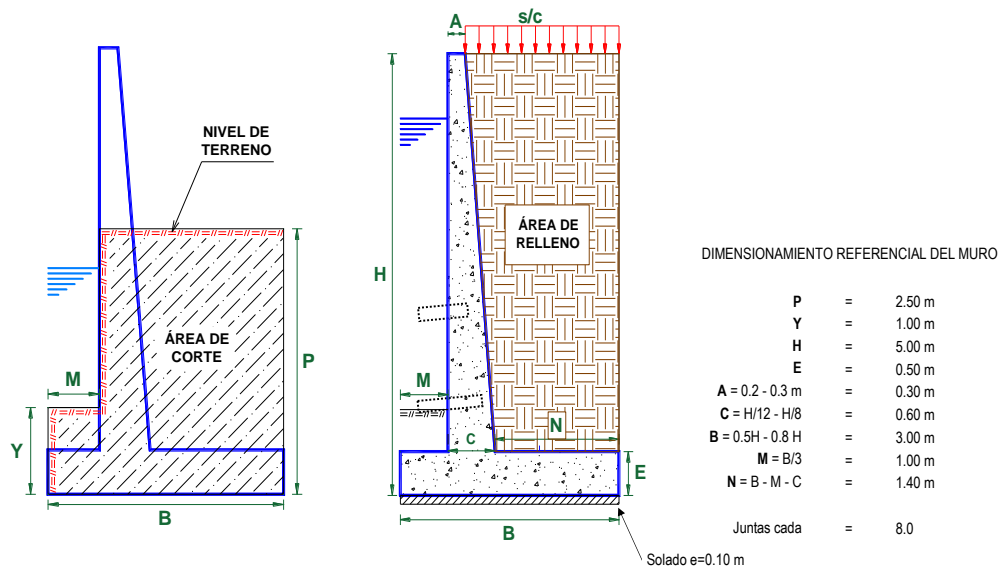 NIVEL DE
TERRENO
ÁREA DE
CORTE
M
Y
P
B
A
s/c
H
ÁREA DE
RELLENO
M
C
N
E
B
Solado e=0.10 m
DIMENSIONAMIENTO REFERENCIAL DEL MURO
P = 2.50 m
Y = 1.00 m
H = 5.00 m
E = 0.50 m
A = 0.2 - 0.3 m = 0.30 m
C = H/12 - H/8 = 0.60 m
B = 0.5H - 0.8 H = 3.00 m
M = B/3 = 1.00 m
N = B - M - C = 1.40 m
Juntas cada = 8.0